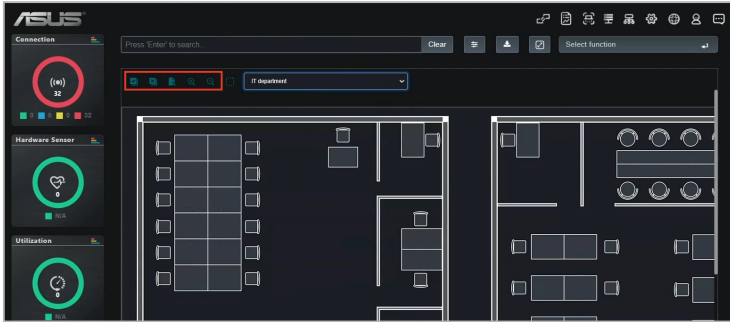 ASUS
Connection
Press 'Enter' to search.
Clear
Select function
32
0 0 0 32
IT department
Hardware Sensor
0
N/A
Utilization
0
N/A